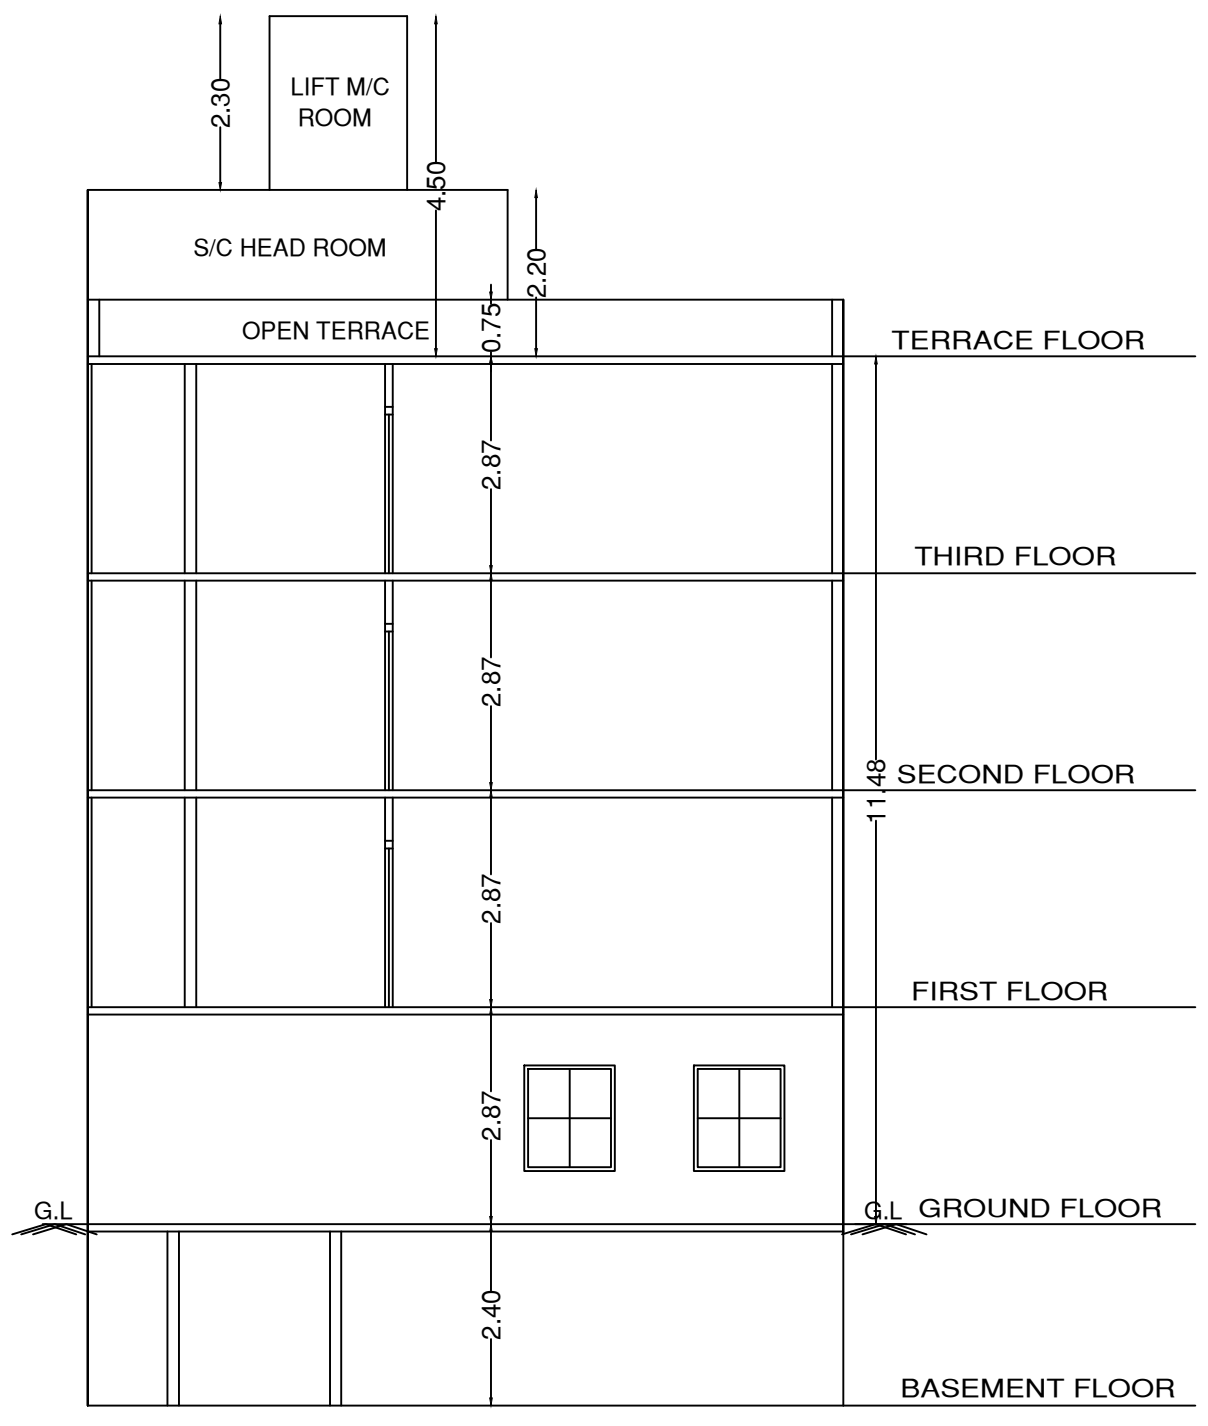 LIFT M/C
ROOM
2.30
4.50
S/C HEAD ROOM
2.20
OPEN TERRACE
0.75
TERRACE FLOOR
2.87
THIRD FLOOR
2.87
SECOND FLOOR
11.48
2.87
FIRST FLOOR
2.87
G.L
G.L
GROUND FLOOR
2.40
BASEMENT FLOOR